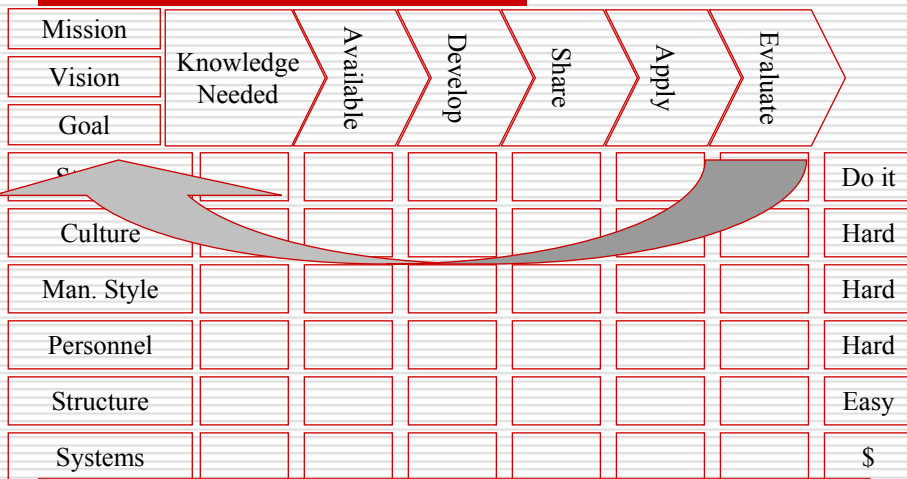 Mission
Vision
Goal
Knowledge
Needed
Available
Develop
Share
Apply
Evaluate
Do it
Culture
Hard
Man. Style
Hard
Personnel
Hard
Structure
Easy
Systems
$